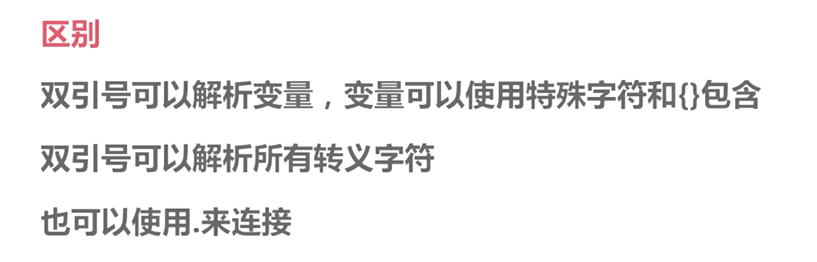 区别
双引号可以解析变量，变量可以使用特殊字符和{}包含
双引号可以解析所有转义字符
也可以使用.来连接